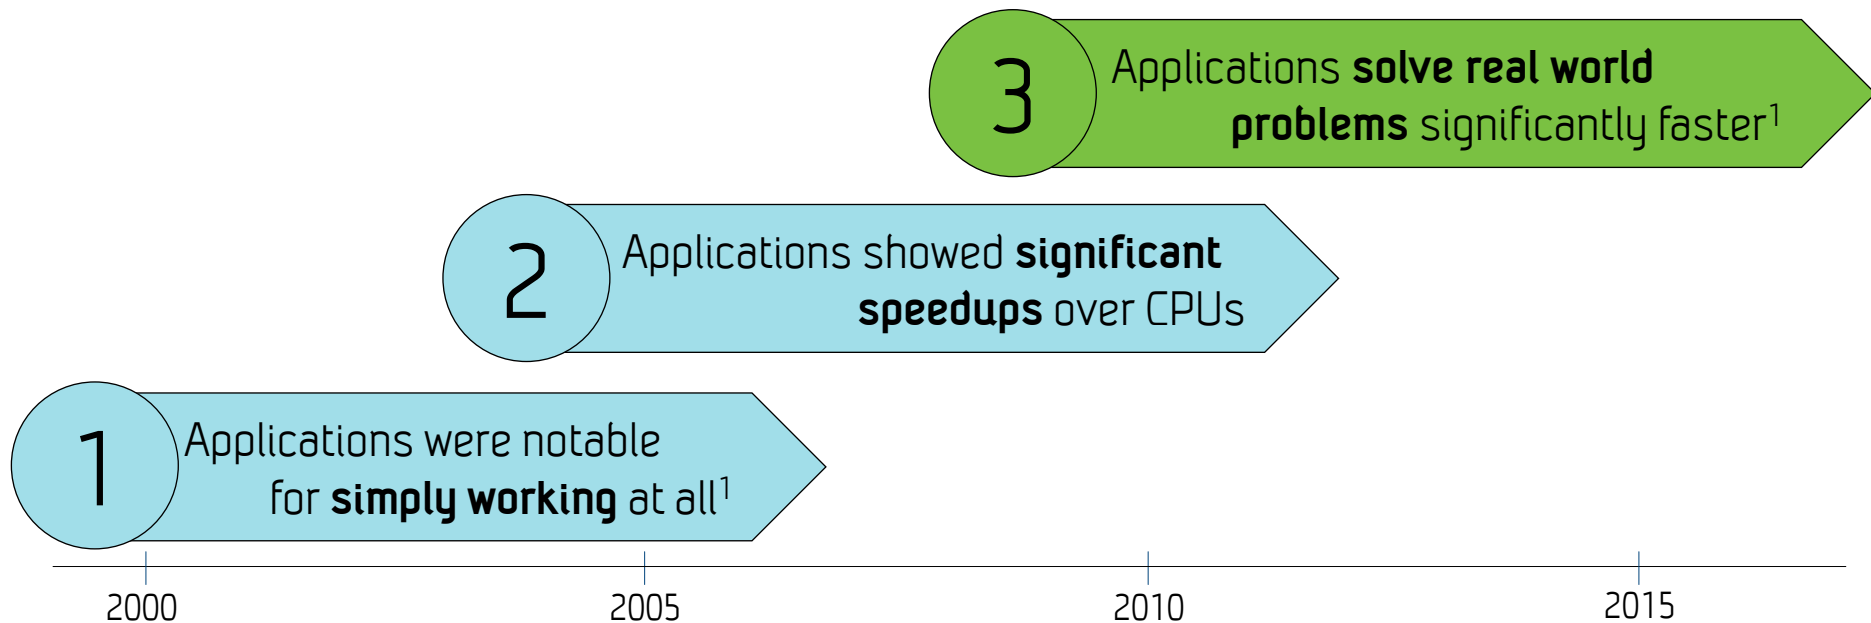 3
Applications solve real world
problems significantly faster¹
2
Applications showed significant
speedups over CPUs
1
Applications were notable
for simply working at all¹
2000
2005
2010
2015